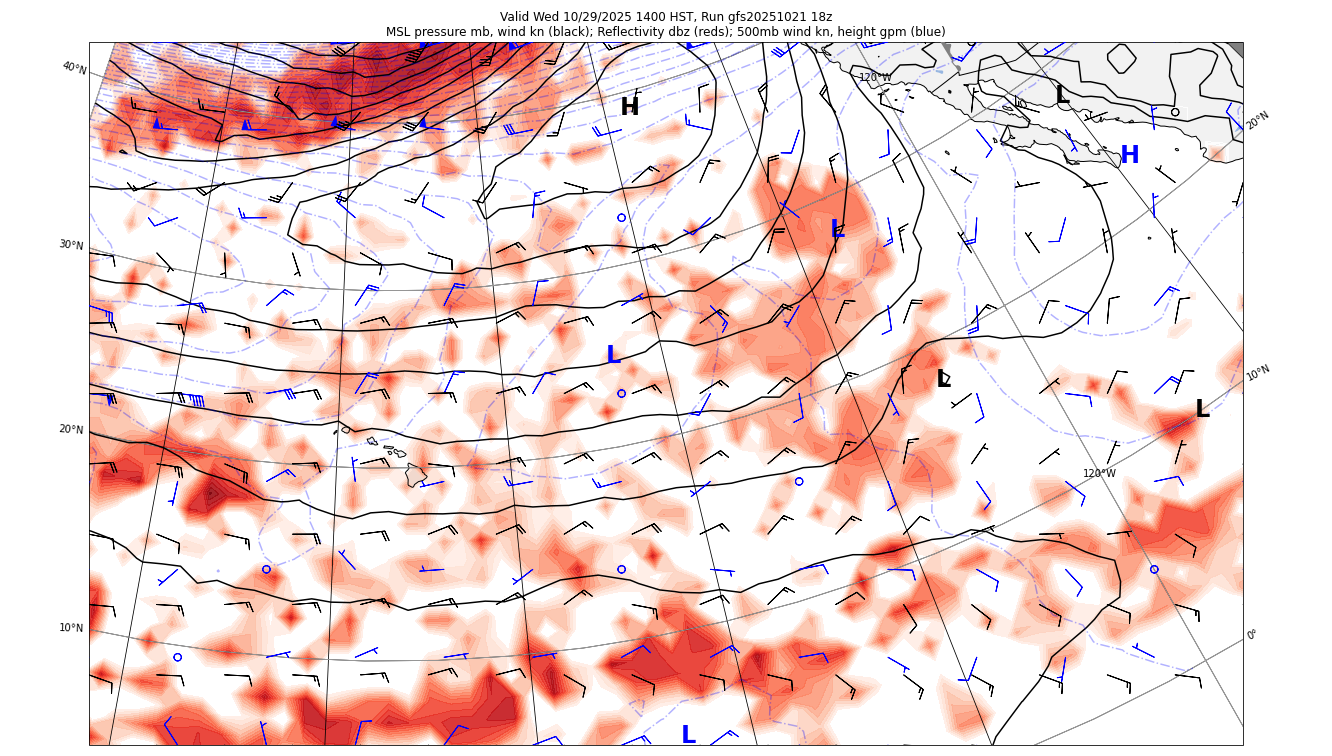 Valid Wed 10/29/2025 1400 HST, Run gfs20251021 18z
MSL pressure mb, wind kn (black); Reflectivity dbz (reds); 500mb wind kn, height gpm (blue)
40°N
120°W
H
L
20°N
H
L
30°N
L
L
10°N
L
20°N
120°W
10°N
0°
L